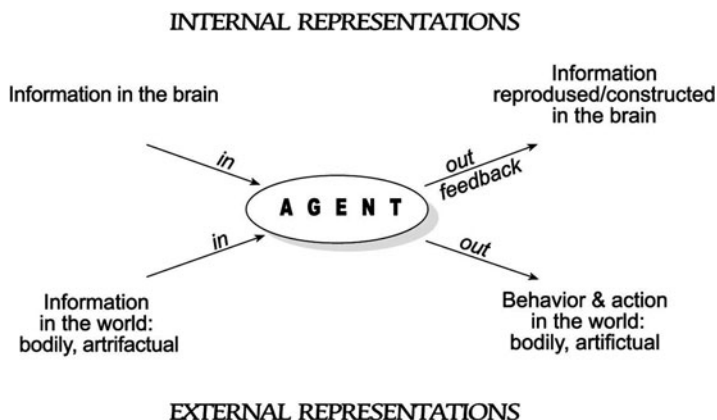 INTERNAL REPRESENTATIONS
Information in the brain
Information
reprodused/constructed
in the brain
in
out
feedback
A G E N T
in
out
Information
in the world:
bodily, artrifactual
Behavior & action
in the world:
bodily, artifictual
EXTERNAL REPRESENTATIONS